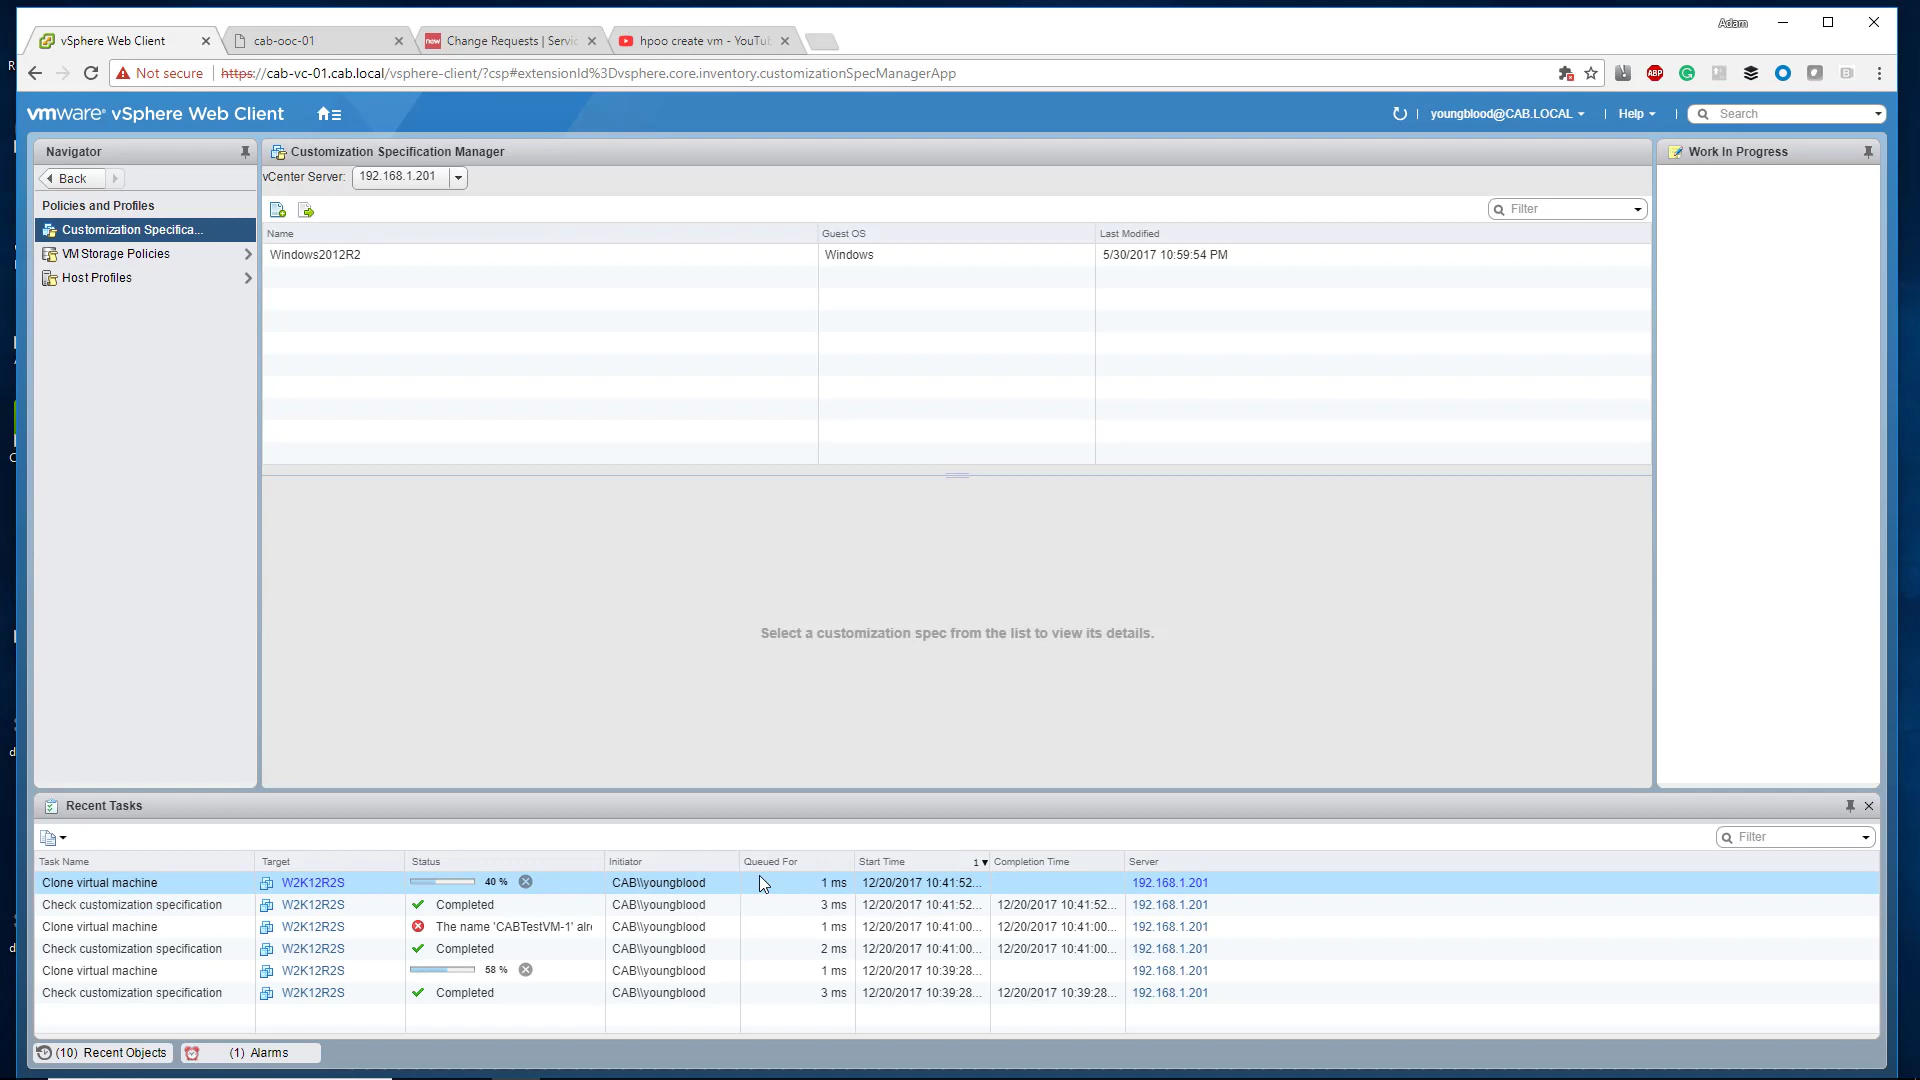 Adam
vSphere Web Client
cab-ooc-01
new Change Requests | Servic
hpoo create vm - YouTu
Not secure | https://cab-vc-01.cab.local/vsphere-client/?csp#extensionId%3Dvsphere.core.inventory.customizationSpecManagerApp
ABP
vmware® vSphere Web Client
youngblood@CAB.LOCAL
Help
Search
Navigator
Back
Policies and Profiles
Customization Specifica...
VM Storage Policies
Host Profiles
Customization Specification Manager
vCenter Server: 192.168.1.201
Filter
Name Guest OS Last Modified
Windows2012R2 Windows 5/30/2017 10:59:54 PM
Select a customization spec from the list to view its details.
Work In Progress
Recent Tasks
Filter
Task Name Target Status Initiator Queued For Start Time 1 Completion Time Server
Clone virtual machine W2K12R2S 40 % CAB\\youngblood 1 ms 12/20/2017 10:41:52... 192.168.1.201
Check customization specification W2K12R2S Completed CAB\\youngblood 3 ms 12/20/2017 10:41:52... 12/20/2017 10:41:52... 192.168.1.201
Clone virtual machine W2K12R2S The name 'CABTestVM-1' alre CAB\\youngblood 1 ms 12/20/2017 10:41:00... 12/20/2017 10:41:00... 192.168.1.201
Check customization specification W2K12R2S Completed CAB\\youngblood 2 ms 12/20/2017 10:41:00... 12/20/2017 10:41:00... 192.168.1.201
Clone virtual machine W2K12R2S 58 % CAB\\youngblood 1 ms 12/20/2017 10:39:28... 192.168.1.201
Check customization specification W2K12R2S Completed CAB\\youngblood 3 ms 12/20/2017 10:39:28... 12/20/2017 10:39:28... 192.168.1.201
(10) Recent Objects
(1) Alarms